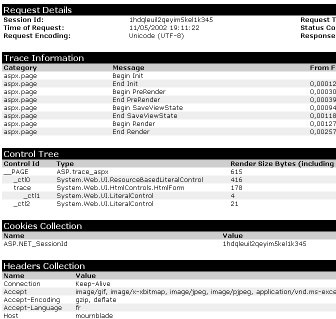 Request Details
Session Id: 1hdqleuil2qeyim5kel1k345 Request T
Time of Request: 11/05/2002 19:11:22 Status Co
Request Encoding: Unicode (UTF-8) Response
Trace Information
Category Message From F
aspx.page Begin Init
aspx.page End Init 0,00012
aspx.page Begin PreRender 0,00030
aspx.page End PreRender 0,00039
aspx.page Begin SaveViewState 0,00094
aspx.page End SaveViewState 0,00118
aspx.page Begin Render 0,00127
aspx.page End Render 0,00257
Control Tree
Control Id Type Render Size Bytes (including
__PAGE ASP.trace_aspx 615
_ctl0 System.Web.UI.ResourceBasedLiteralControl 416
trace System.Web.UI.HtmlControls.HtmlForm 178
_ctl1 System.Web.UI.LiteralControl 4
_ctl2 System.Web.UI.LiteralControl 21
Cookies Collection
Name Value
ASP.NET_SessionId 1hdqleuil2qeyim5kel1k345
Headers Collection
Name Value
Connection Keep-Alive
Accept image/gif, image/x-xbitmap, image/jpeg, image/pjpeg, application/vnd.ms-exce
Accept-Encoding gzip, deflate
Accept-Language fr
Host mournblade